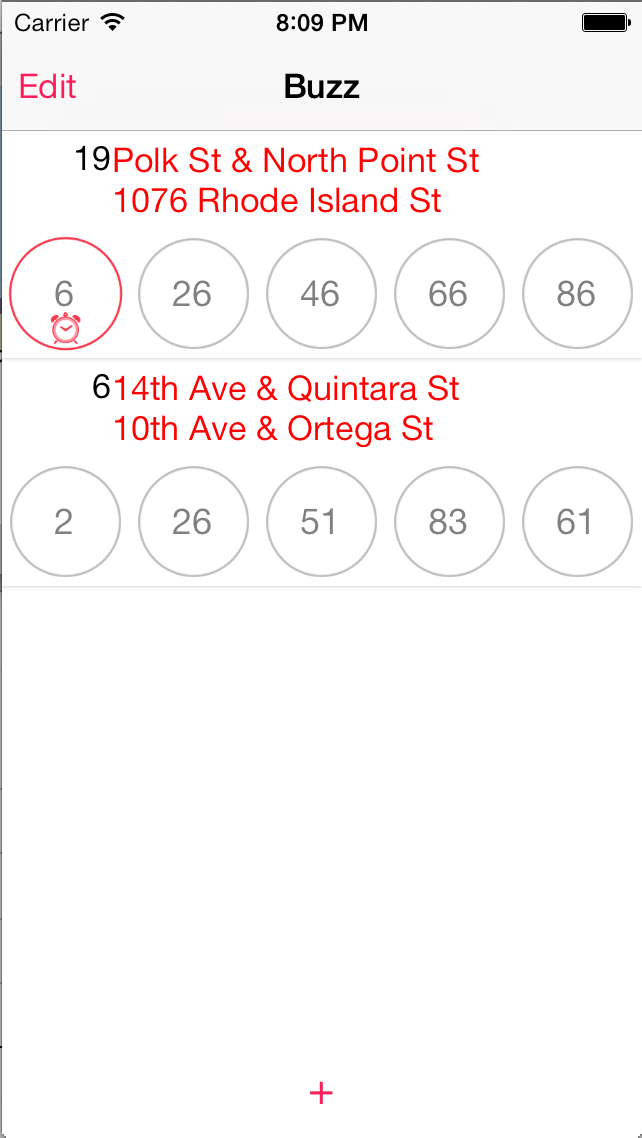 Carrier 8:09 PM
Edit Buzz
19 Polk St & North Point St
1076 Rhode Island St
6 26 46 66 86
6 14th Ave & Quintara St
10th Ave & Ortega St
2 26 51 83 61
+